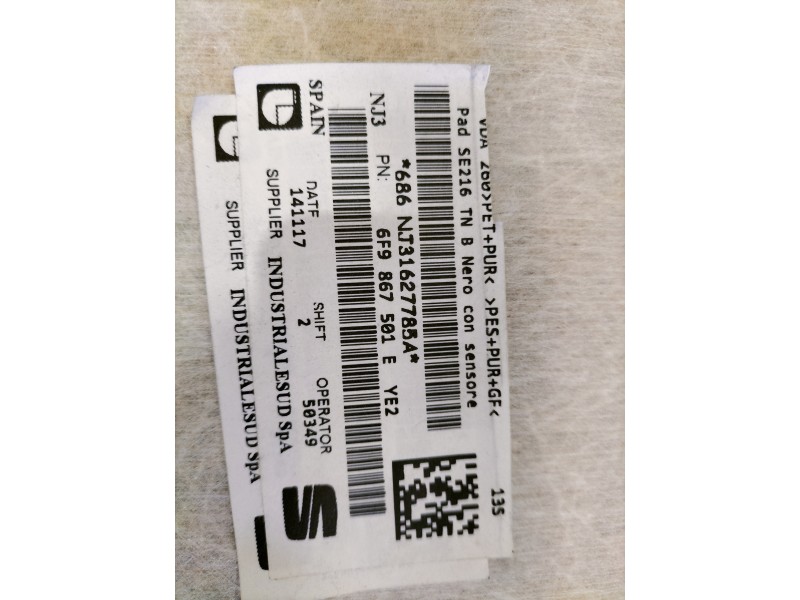 VDA 260 >PET+PUR< >PES+PUR+GF< 135
Pad SE216 TN B Nero con sensore
*686 NJ31627785A*
NJ3 PN: 6F9 867 501 E YE2
SPAIN DATE SHIFT OPERATOR
141117 2 50349
SUPPLIER INDUSTRIALESUD SpA
SUPPLIER INDUSTRIALESUD SpA